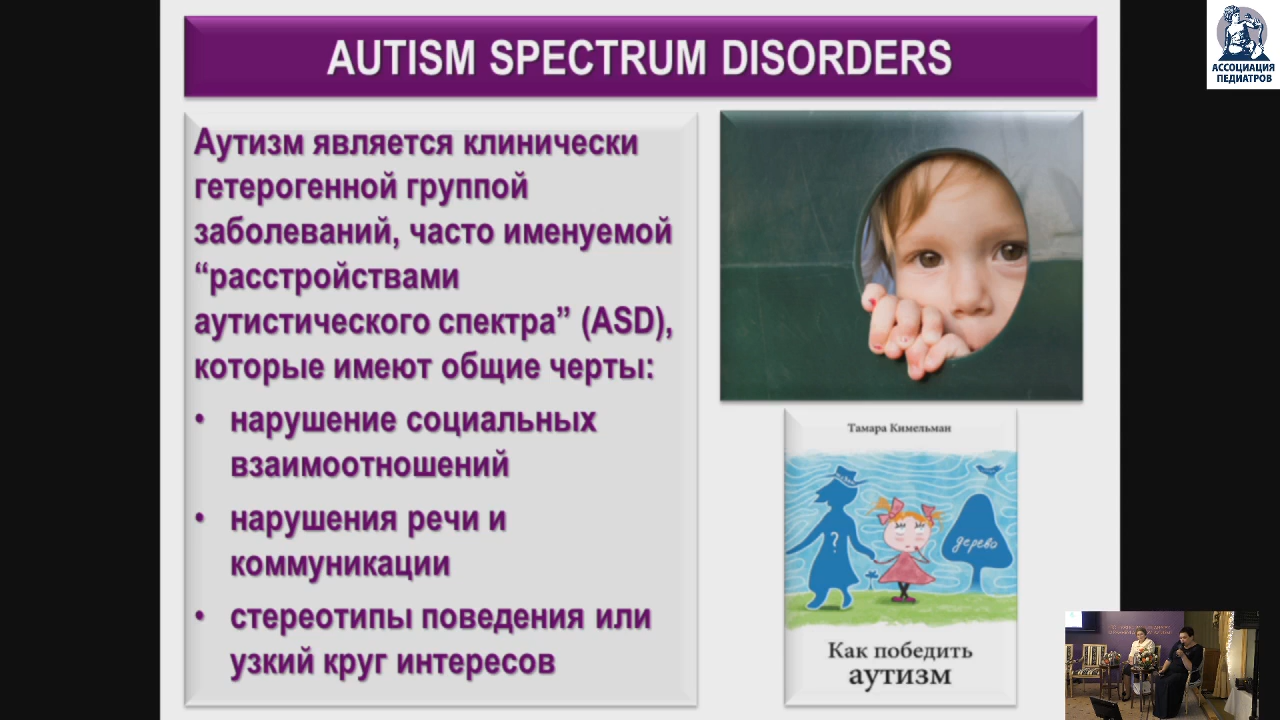 AUTISM SPECTRUM DISORDERS
Аутизм является клинически
гетерогенной группой
заболеваний, часто именуемой
“расстройствами
аутистического спектра” (ASD),
которые имеют общие черты:
• нарушение социальных
взаимоотношений
• нарушения речи и
коммуникации
• стереотипы поведения или
узкий круг интересов
Тамара Кимельман
?
дерево
Как победить
аутизм
АССОЦИАЦИЯ
ПЕДИАТРОВ